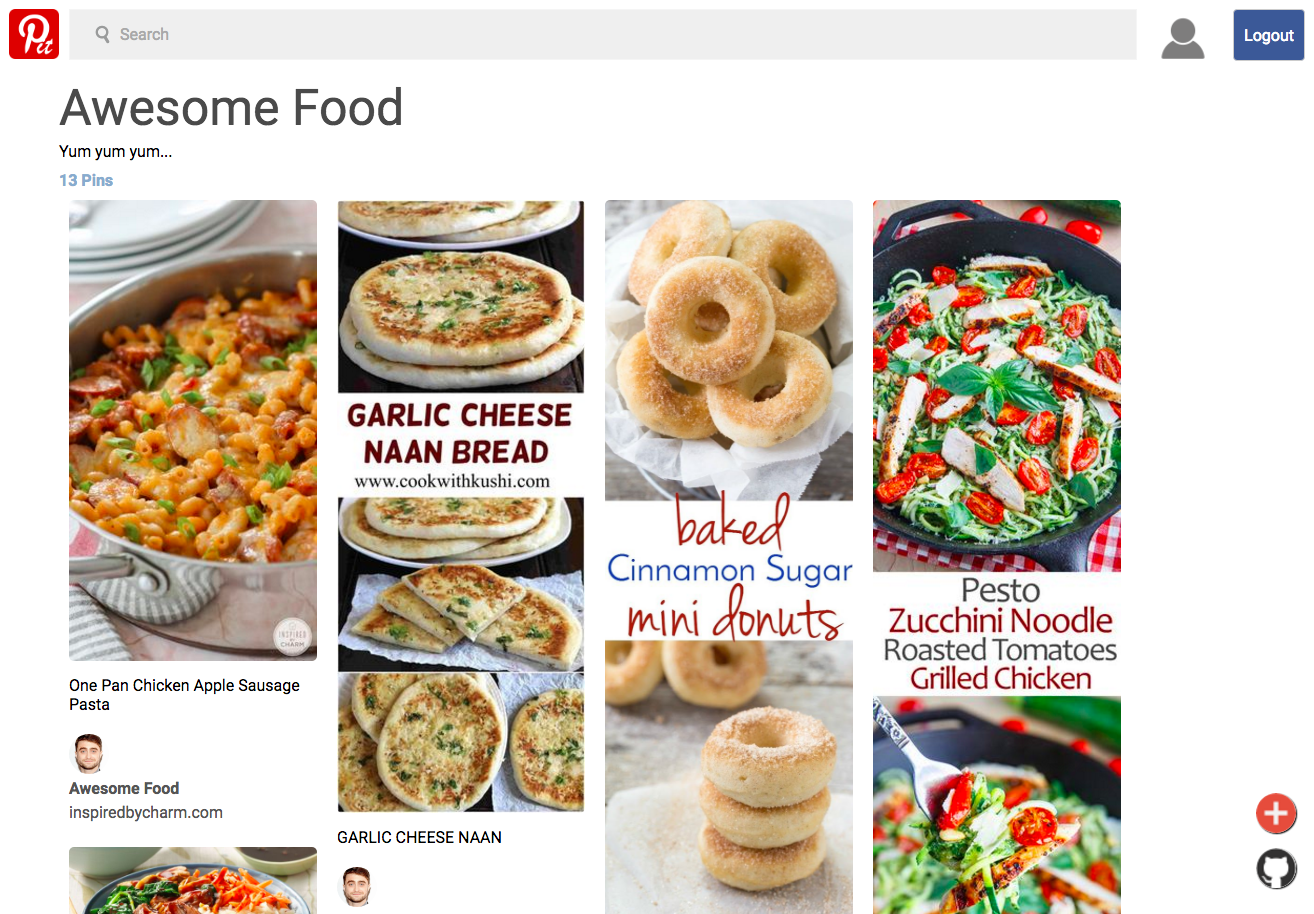 Pit
Search
Logout
Awesome Food
Yum yum yum...
13 Pins
INSPIRED
by
CHARM
One Pan Chicken Apple Sausage
Pasta
Awesome Food
inspiredbycharm.com
GARLIC CHEESE
NAAN BREAD
www.cookwithkushi.com
GARLIC CHEESE NAAN
baked
Cinnamon Sugar
mini donuts
Pesto
Zucchini Noodle
Roasted Tomatoes
Grilled Chicken